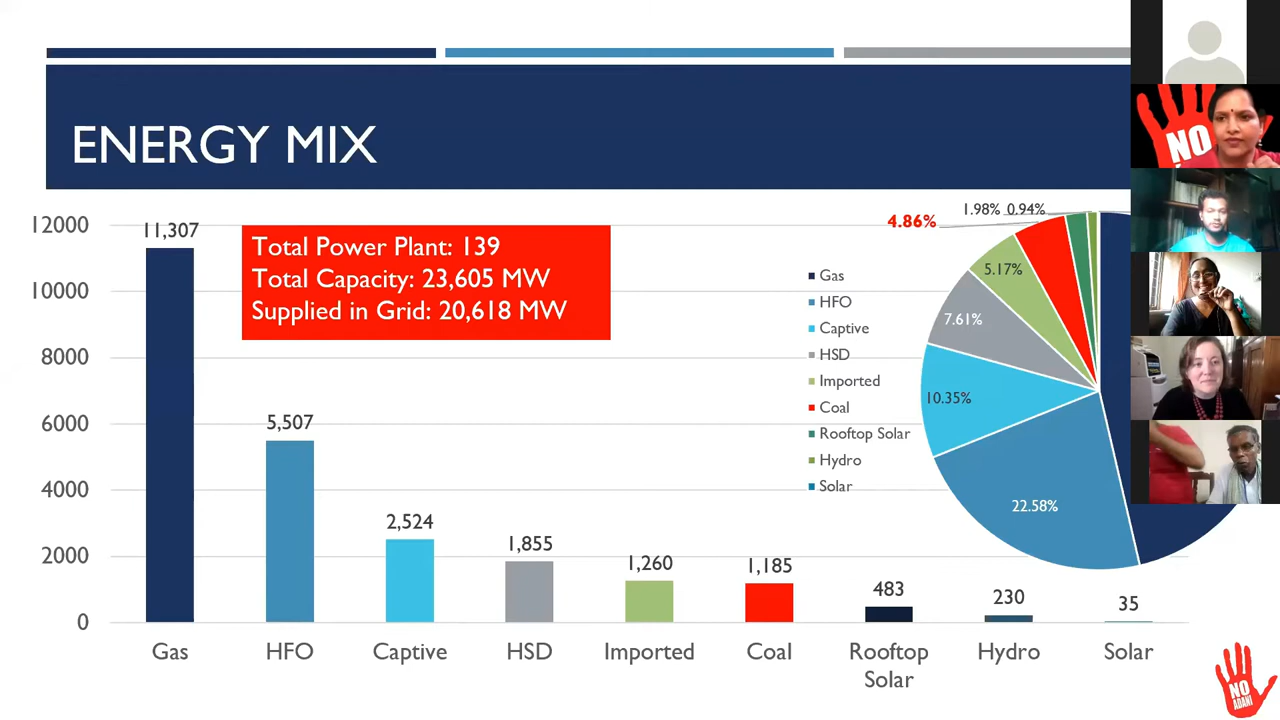 ENERGY MIX
NO
12000
10000
8000
6000
4000
2000
0
11,307
5,507
2,524
1,855
1,260
1,185
483
230
35
Total Power Plant: 139
Total Capacity: 23,605 MW
Supplied in Grid: 20,618 MW
Gas
HFO
Captive
HSD
Imported
Coal
Rooftop Solar
Hydro
Solar
4.86%
1.98%
0.94%
5.17%
7.61%
10.35%
22.58%
Gas
HFO
Captive
HSD
Imported
Coal
Rooftop
Solar
Hydro
Solar
NO
ADANI